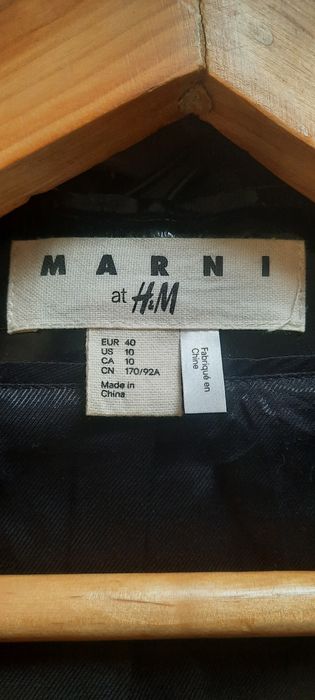 MARNI
at H&M
EUR 40
US 10
CA 10
CN 170/92A
Made in
China
Fabriqué en
Chine